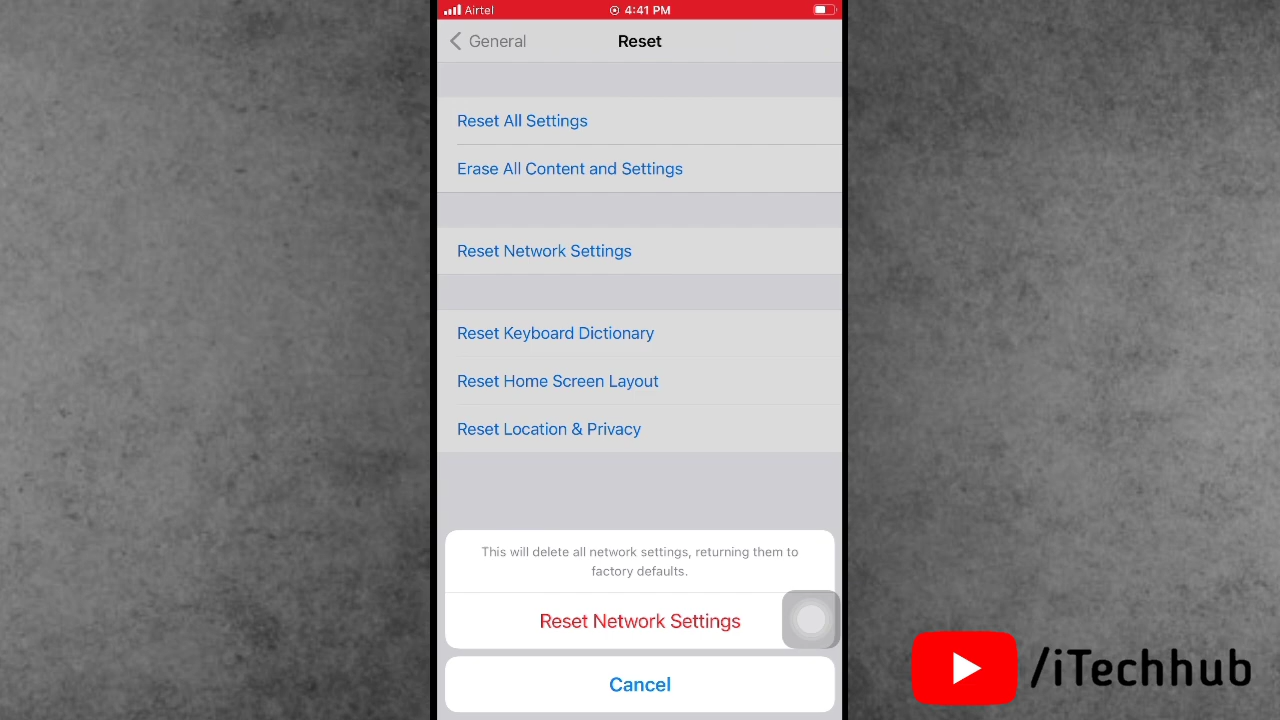 Airtel 4:41 PM
General Reset
Reset All Settings
Erase All Content and Settings
Reset Network Settings
Reset Keyboard Dictionary
Reset Home Screen Layout
Reset Location & Privacy
This will delete all network settings, returning them to
factory defaults.
Reset Network Settings
Cancel
/iTechhub